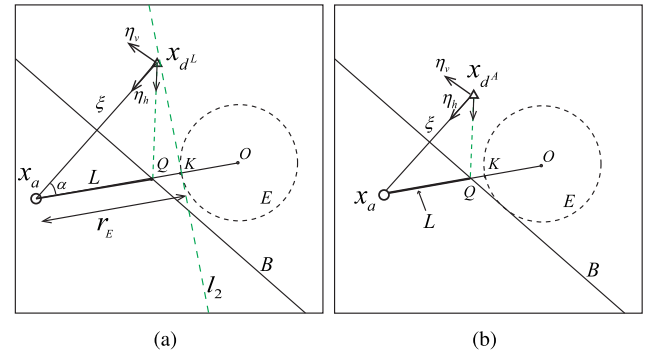 η_v
x_{d^L}
η_h
ξ
x_a
α
L
Q
K
O
E
r_E
B
l_2
(a)
η_v
x_{d^A}
η_h
ξ
x_a
L
Q
K
O
E
B
(b)